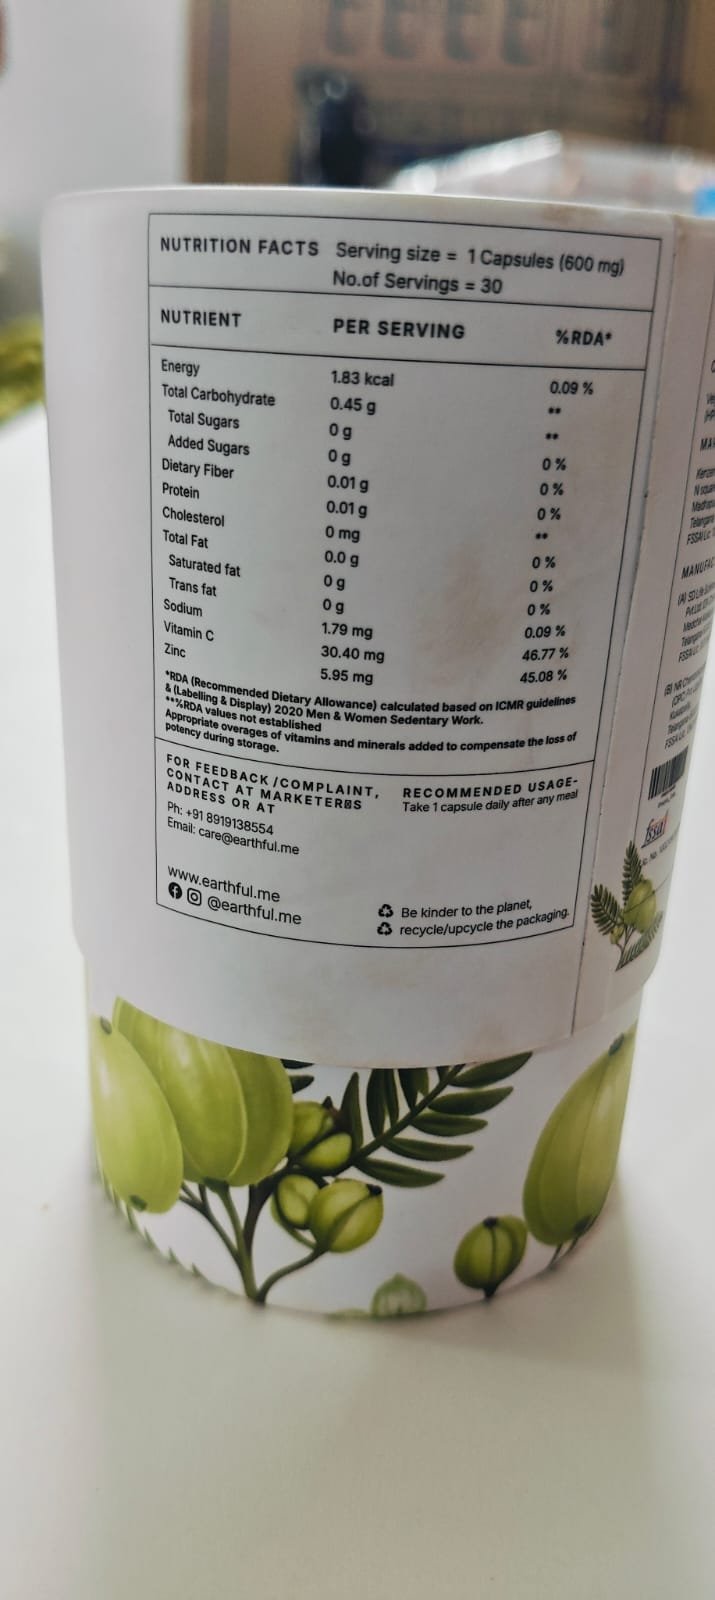 NUTRITION FACTS Serving size = 1 Capsules (600 mg)
No.of Servings = 30
NUTRIENT PER SERVING %RDA*
Energy 1.83 kcal 0.09 %
Total Carbohydrate 0.45 g **
Total Sugars 0 g **
Added Sugars 0 g 0 %
Dietary Fiber 0.01 g 0 %
Protein 0.01 g 0 %
Cholesterol 0 mg **
Total Fat 0.0 g 0 %
Saturated fat 0 g 0 %
Trans fat 0 g 0 %
Sodium 1.79 mg 0.09 %
Vitamin C 30.40 mg 46.77 %
Zinc 5.95 mg 45.08 %
*RDA (Recommended Dietary Allowance) calculated based on ICMR guidelines
& (Labelling & Display) 2020 Men & Women Sedentary Work.
**%RDA values not established
Appropriate overages of vitamins and minerals added to compensate the loss of
potency during storage.
FOR FEEDBACK /COMPLAINT,
CONTACT AT MARKETER☒S
ADDRESS OR AT
Ph: +91 8919138554
Email: care@earthful.me
www.earthful.me
@earthful.me
RECOMMENDED USAGE-
Take 1 capsule daily after any meal
Be kinder to the planet,
recycle/upcycle the packaging.
MANUFAC
fssai